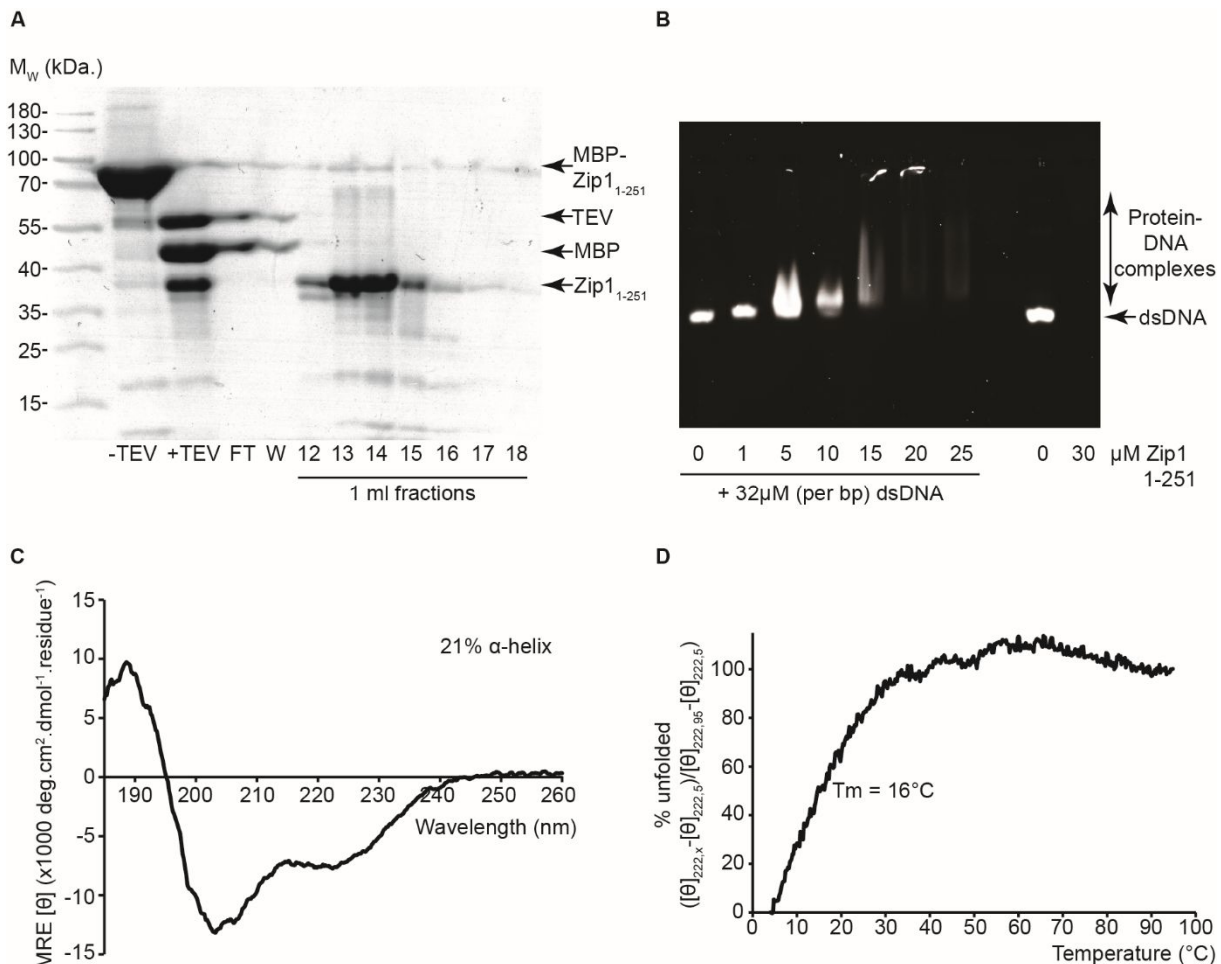 A
M_W (kDa.)
180-
130-
100-
70-
55-
40-
35-
25-
15-
MBP-
Zip1_1-251
TEV
MBP
Zip1_1-251
-TEV +TEV FT W 12 13 14 15 16 17 18
1 ml fractions
B
Protein-
DNA
complexes
dsDNA
0 1 5 10 15 20 25 0 30 µM Zip1
1-251
+ 32µM (per bp) dsDNA
C
MRE [θ] (x1000 deg.cm².dmol⁻¹.residue⁻¹)
15
10
5
0
-5
-10
-15
21% α-helix
190 200 210 220 230 240 250 260
Wavelength (nm)
D
% unfolded
([θ]222,x-[θ]222,5)/[θ]222,95-[θ]222,5)
100
80
60
40
20
0
Tm = 16°C
0 10 20 30 40 50 60 70 80 90 100
Temperature (°C)